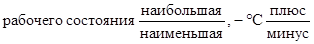 наибольшая плюс
рабочего состояния ———, – °С ———
наименьшая минус